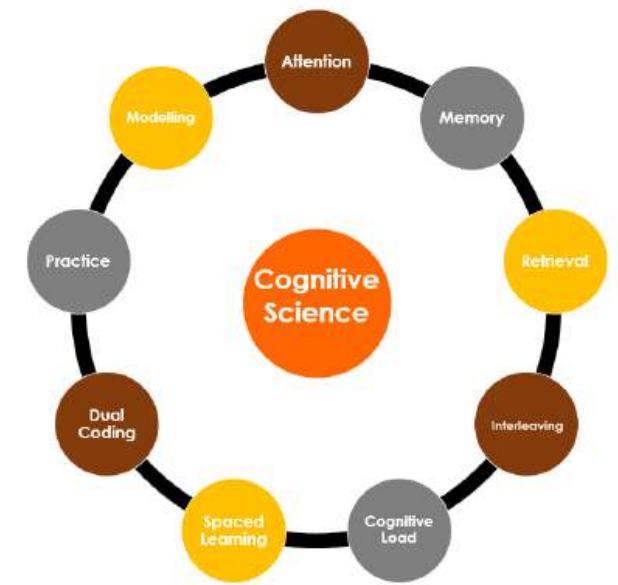 Attention
Memory
Retrieval
Interleaving
Cognitive
Load
Spaced
Learning
Dual
Coding
Practice
Modelling
Cognitive
Science